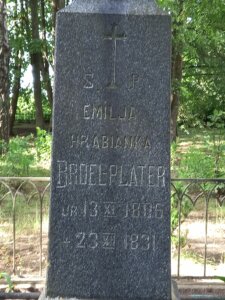 S P
EMILJA
HRABIANKA
BROEL-PLATER
UR 13 XI 1806
+ 23 XII 1831